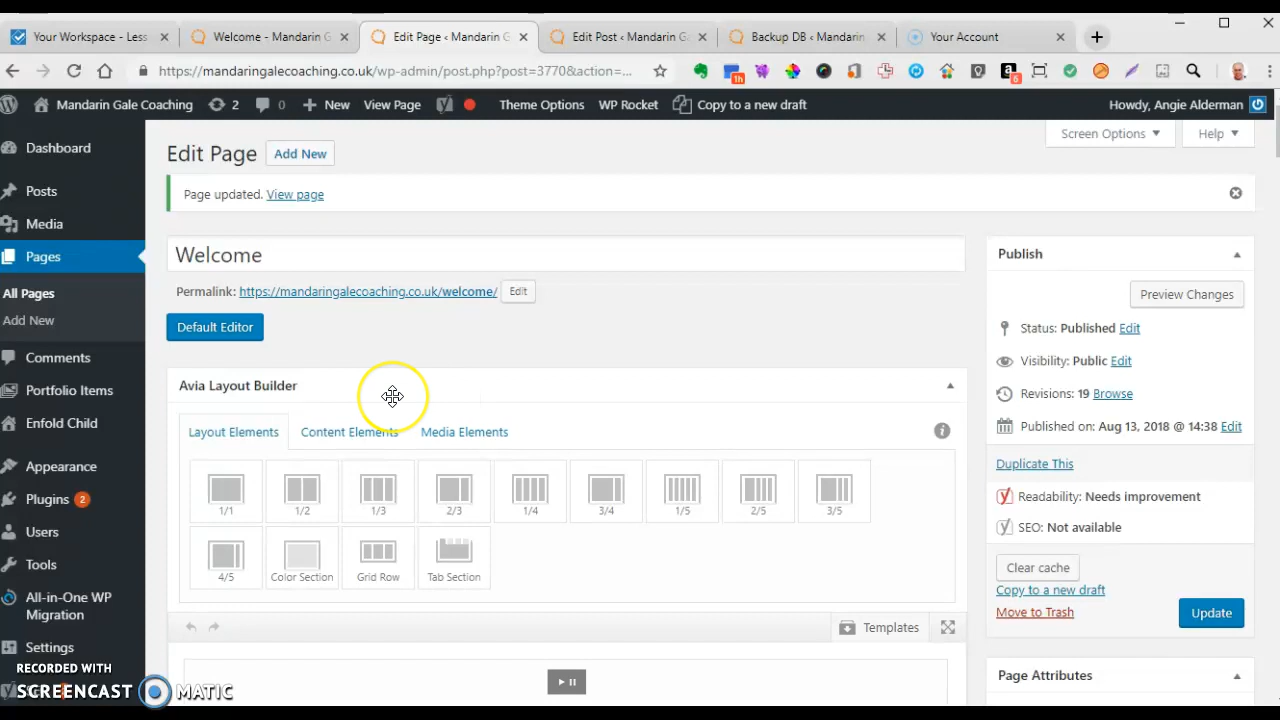 Your Workspace - Less
Welcome - Mandarin G
Edit Page ‹ Mandarin G
Edit Post ‹ Mandarin Ga
Backup DB ‹ Mandarin
Your Account
https://mandaringalecoaching.co.uk/wp-admin/post.php?post=3770&action=...
1h
6
Mandarin Gale Coaching
2
0
New
View Page
Theme Options
WP Rocket
Copy to a new draft
Howdy, Angie Alderman
Screen Options
Help
Dashboard
Posts
Media
Pages
All Pages
Add New
Comments
Portfolio Items
Enfold Child
Appearance
Plugins 2
Users
Tools
All-in-One WP
Migration
Settings
Edit Page
Add New
Page updated. View page
Welcome
Permalink: https://mandaringalecoaching.co.uk/welcome/
Edit
Default Editor
Avia Layout Builder
Layout Elements
Content Elements
Media Elements
1/1
1/2
1/3
2/3
1/4
3/4
1/5
2/5
3/5
4/5
Color Section
Grid Row
Tab Section
Templates
Publish
Preview Changes
Status: Published Edit
Visibility: Public Edit
Revisions: 19 Browse
Published on: Aug 13, 2018 @ 14:38 Edit
Duplicate This
Readability: Needs improvement
SEO: Not available
Clear cache
Copy to a new draft
Move to Trash
Update
Page Attributes
RECORDED WITH
SCREENCAST MATIC